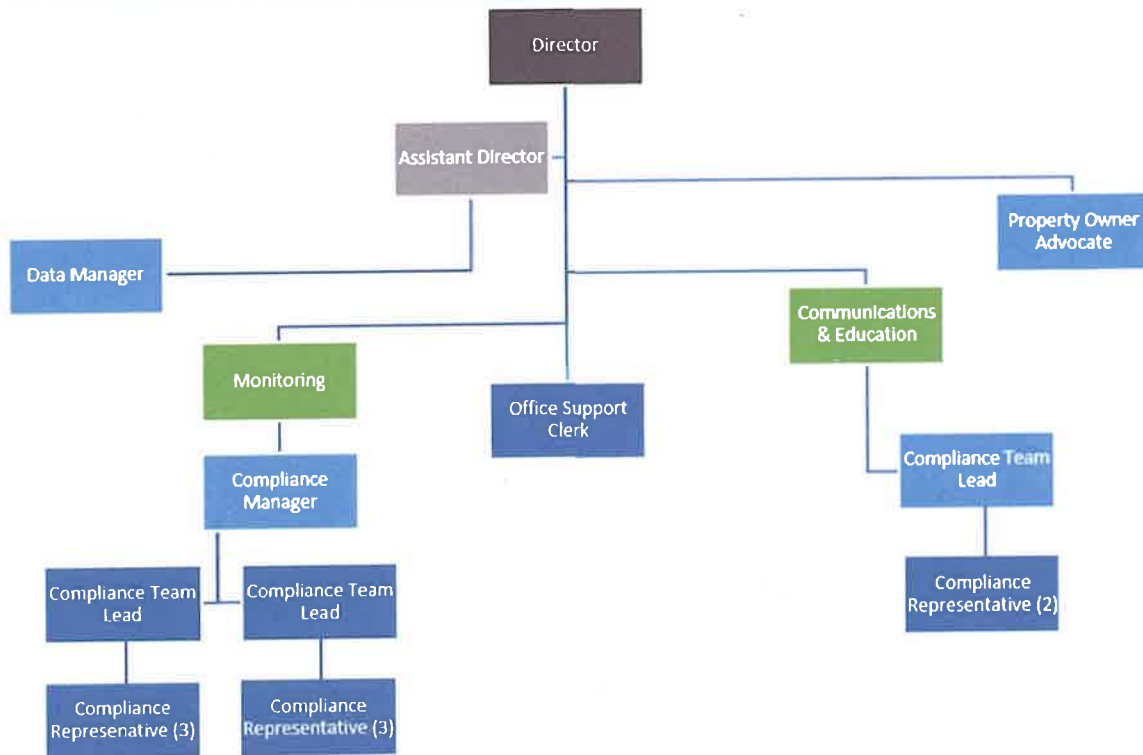 Director
Assistant Director
Property Owner
Advocate
Data Manager
Communications
& Education
Monitoring
Office Support
Clerk
Compliance Team
Lead
Compliance
Manager
Compliance
Representative (2)
Compliance Team
Lead
Compliance Team
Lead
Compliance
Represenative (3)
Compliance
Representative (3)